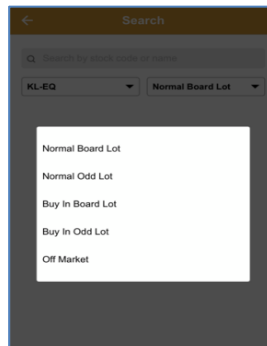 Search
Search by stock code or name
KL-EQ
Normal Board Lot
Normal Board Lot
Normal Odd Lot
Buy In Board Lot
Buy In Odd Lot
Off Market